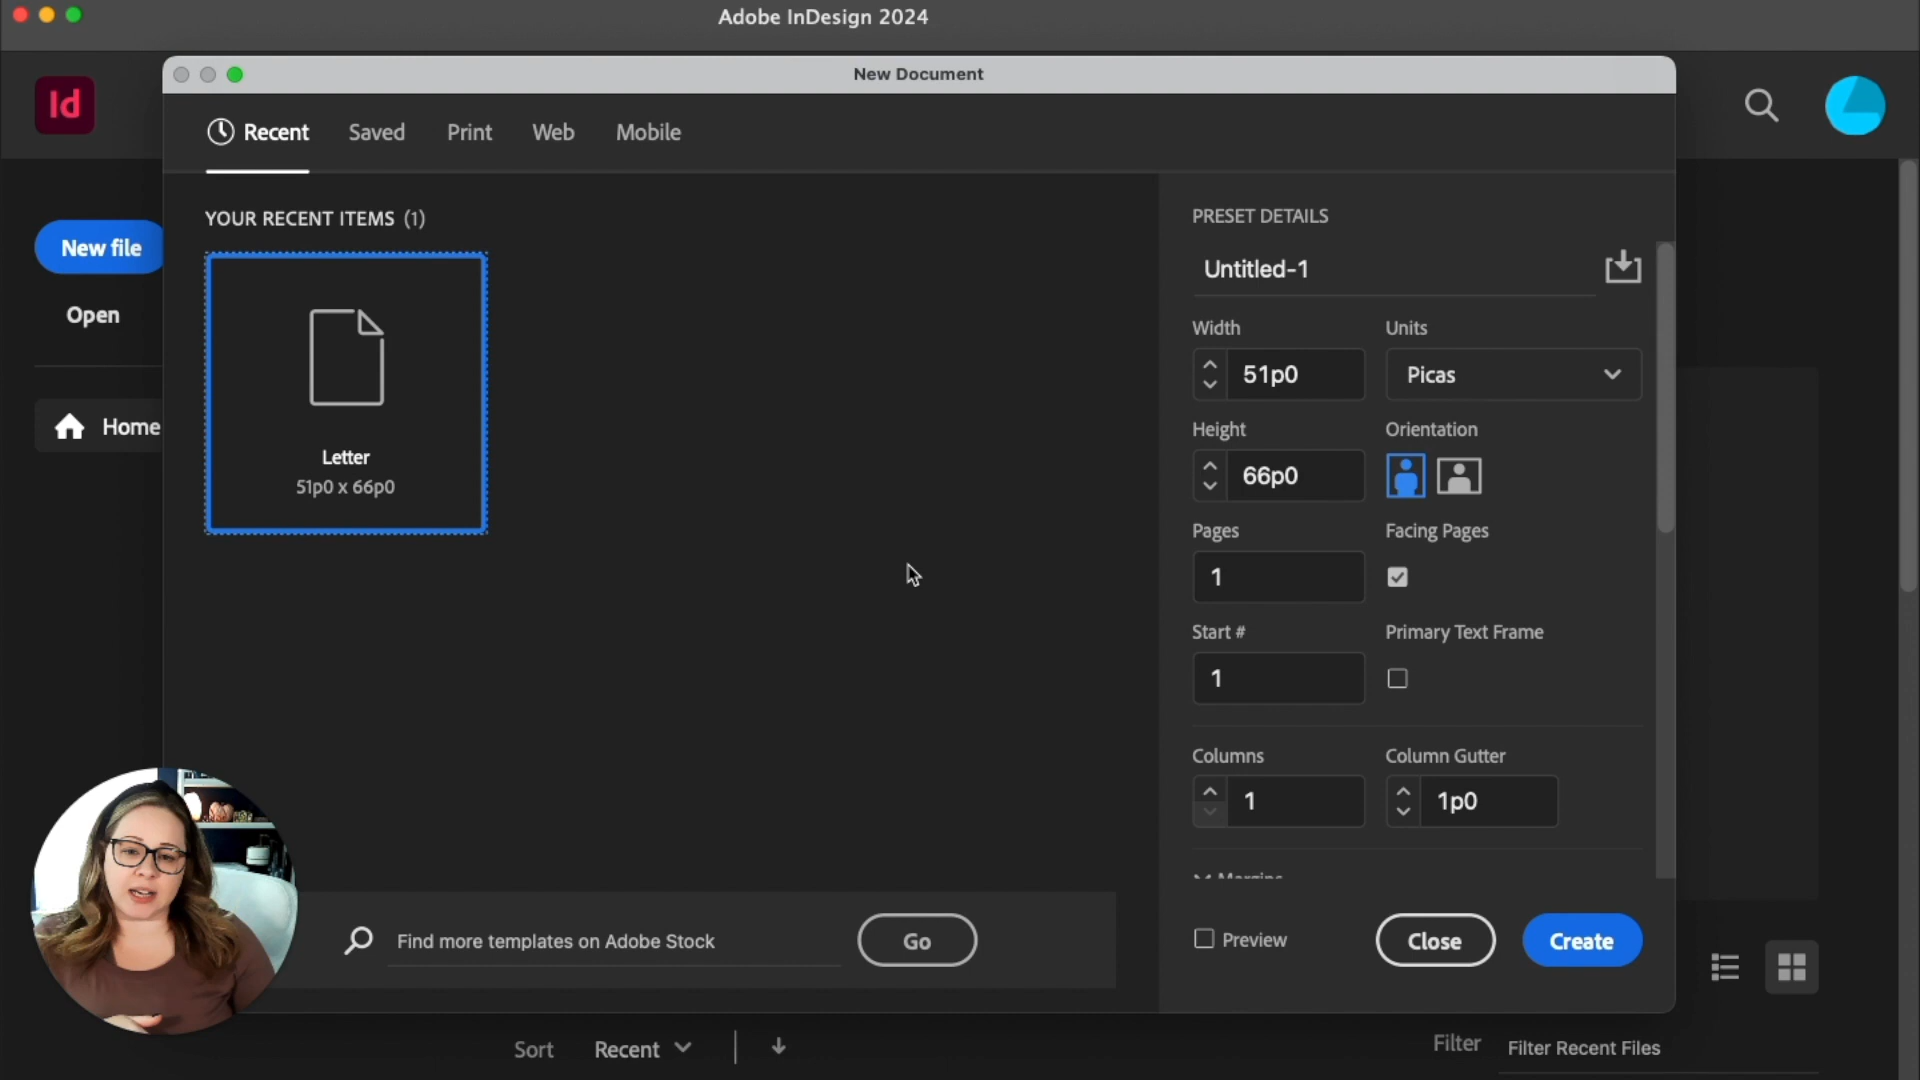 Adobe InDesign 2024
New Document
Id
Recent Saved Print Web Mobile
YOUR RECENT ITEMS (1)
PRESET DETAILS
New file
Untitled-1
Open
Width Units
51p0 Picas
Home
Height Orientation
Letter
66p0
51p0 x 66p0
Pages Facing Pages
1
Start # Primary Text Frame
1
Columns Column Gutter
1 1p0
Margins
Find more templates on Adobe Stock Go
Preview Close Create
Sort Recent
Filter Filter Recent Files